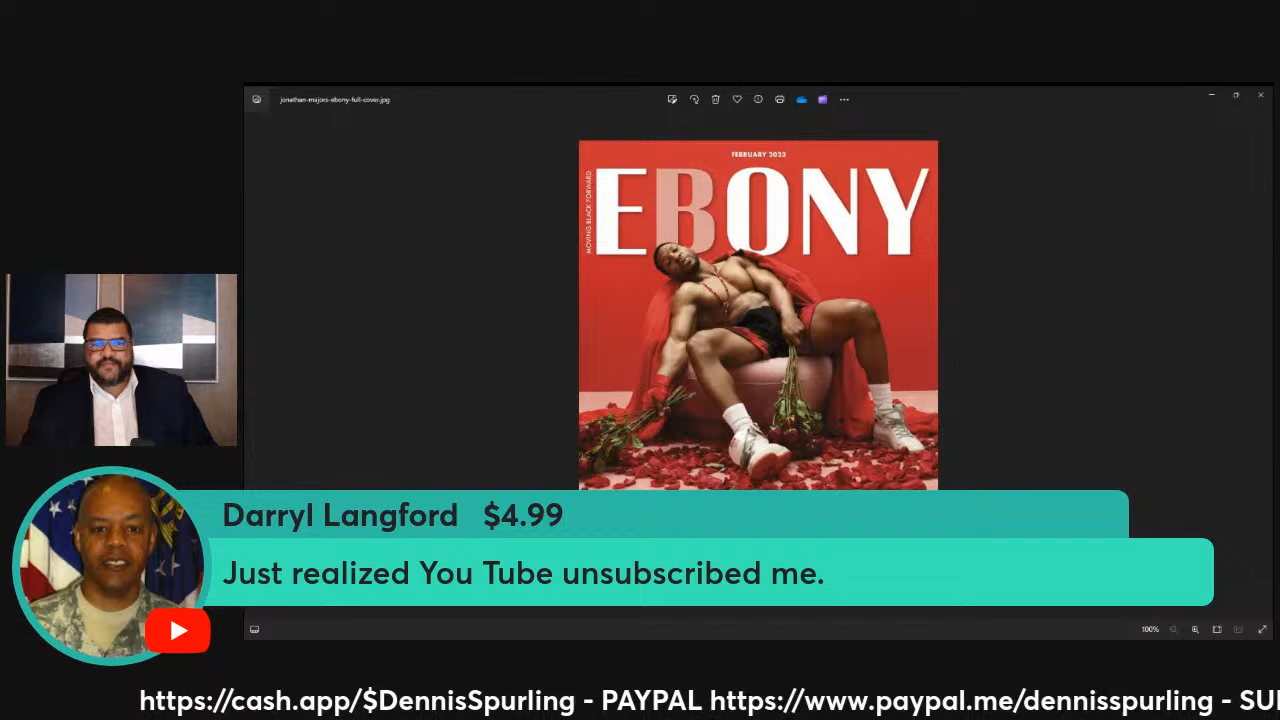 jonathan-majors-ebony-full-cover.jpg
FEBRUARY 2023
EBONY
MOVING BLACK FORWARD
Darryl Langford $4.99
Just realized You Tube unsubscribed me.
100%
https://cash.app/$DennisSpurling - PAYPAL https://www.paypal.me/dennisspurling - SU